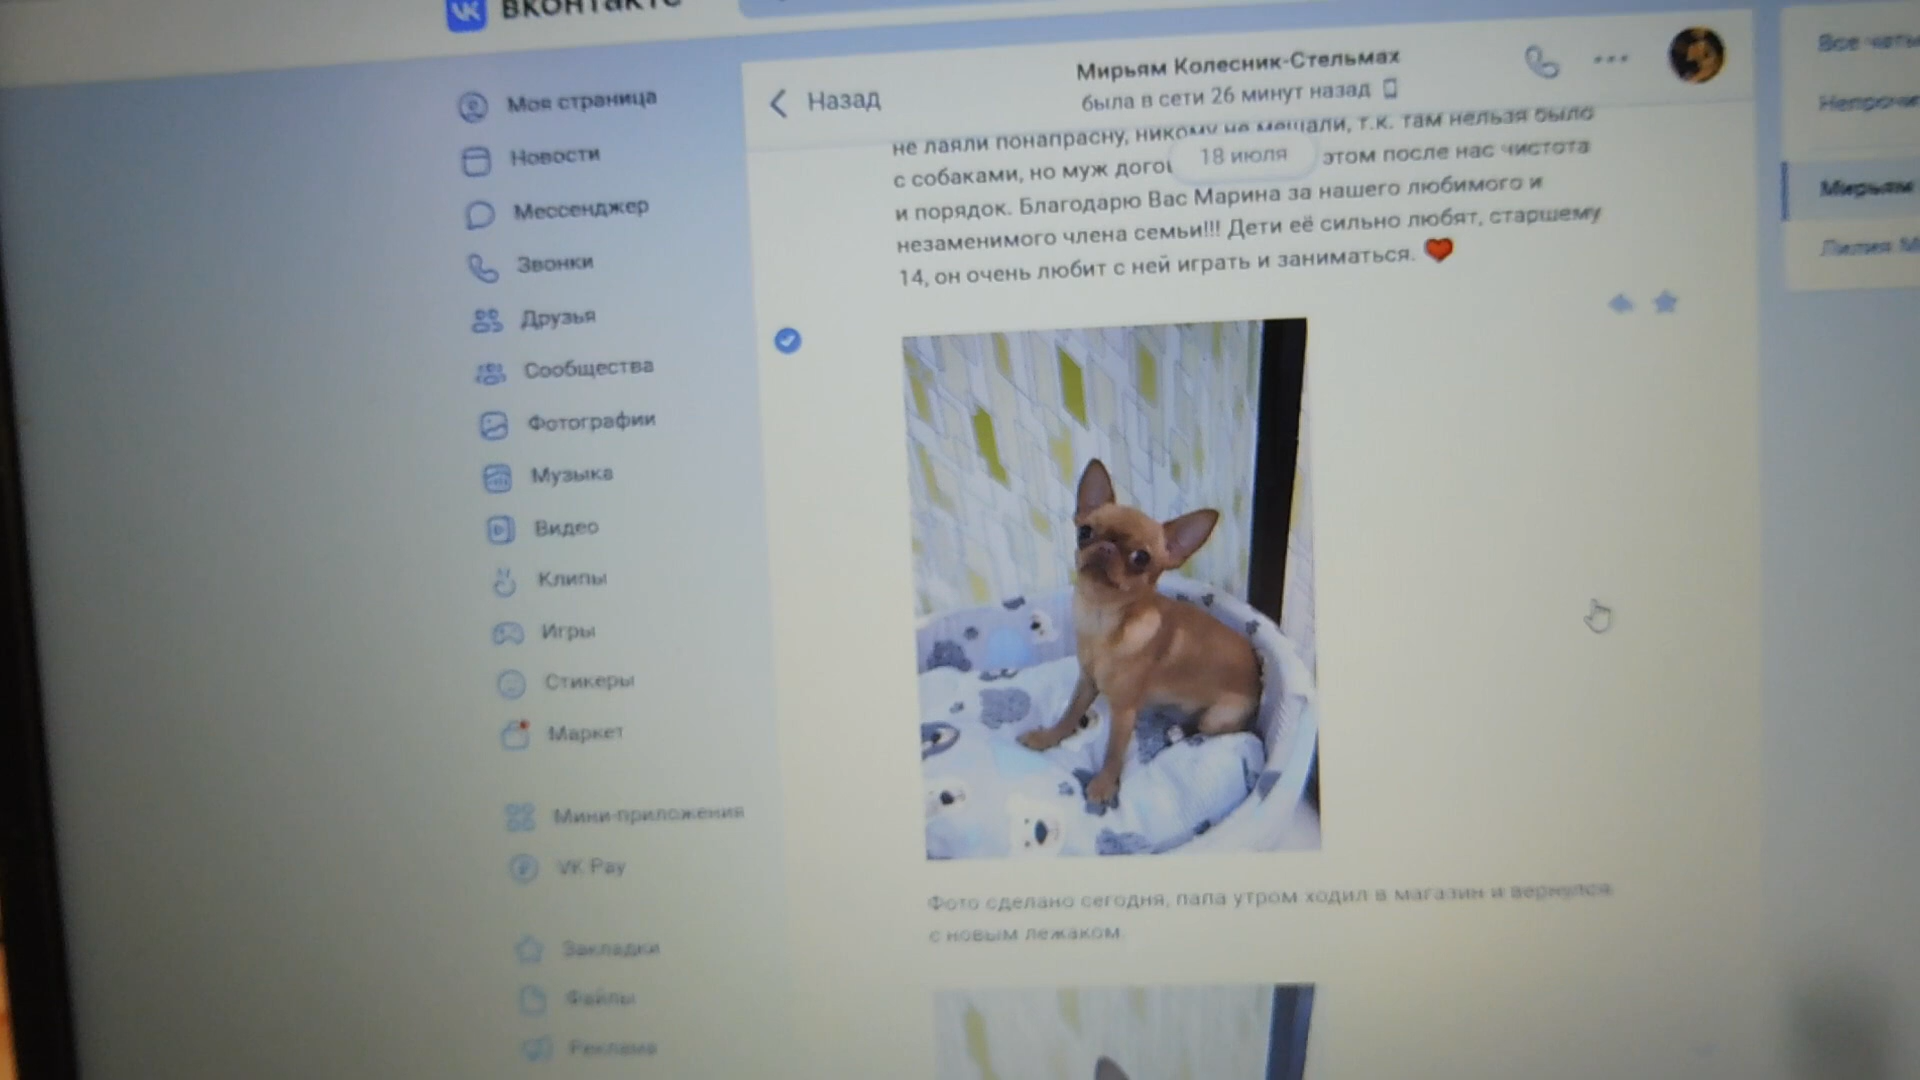 вконтакте
Моя страница
Новости
Мессенджер
Звонки
Друзья
Сообщества
Фотографии
Музыка
Видео
Клипы
Игры
Стикеры
Маркет
Мини-приложения
VK Pay
Закладки
Файлы
Реклама
Назад
Мирьям Колесник-Стельмах
была в сети 26 минут назад
не лаяли понапрасну, никому не мешали, т.к. там нельзя было
с собаками, но муж этом после нас чистота
18 июля
и порядок. Благодарю Вас Марина за нашего любимого и
незаменимого члена семьи!!! Дети её сильно любят, старшему
14, он очень любит с ней играть и заниматься. ❤️
Фото сделано сегодня, папа утром ходил в магазин и вернулся
с новым лежаком.
Все
Мирьям
Лилия